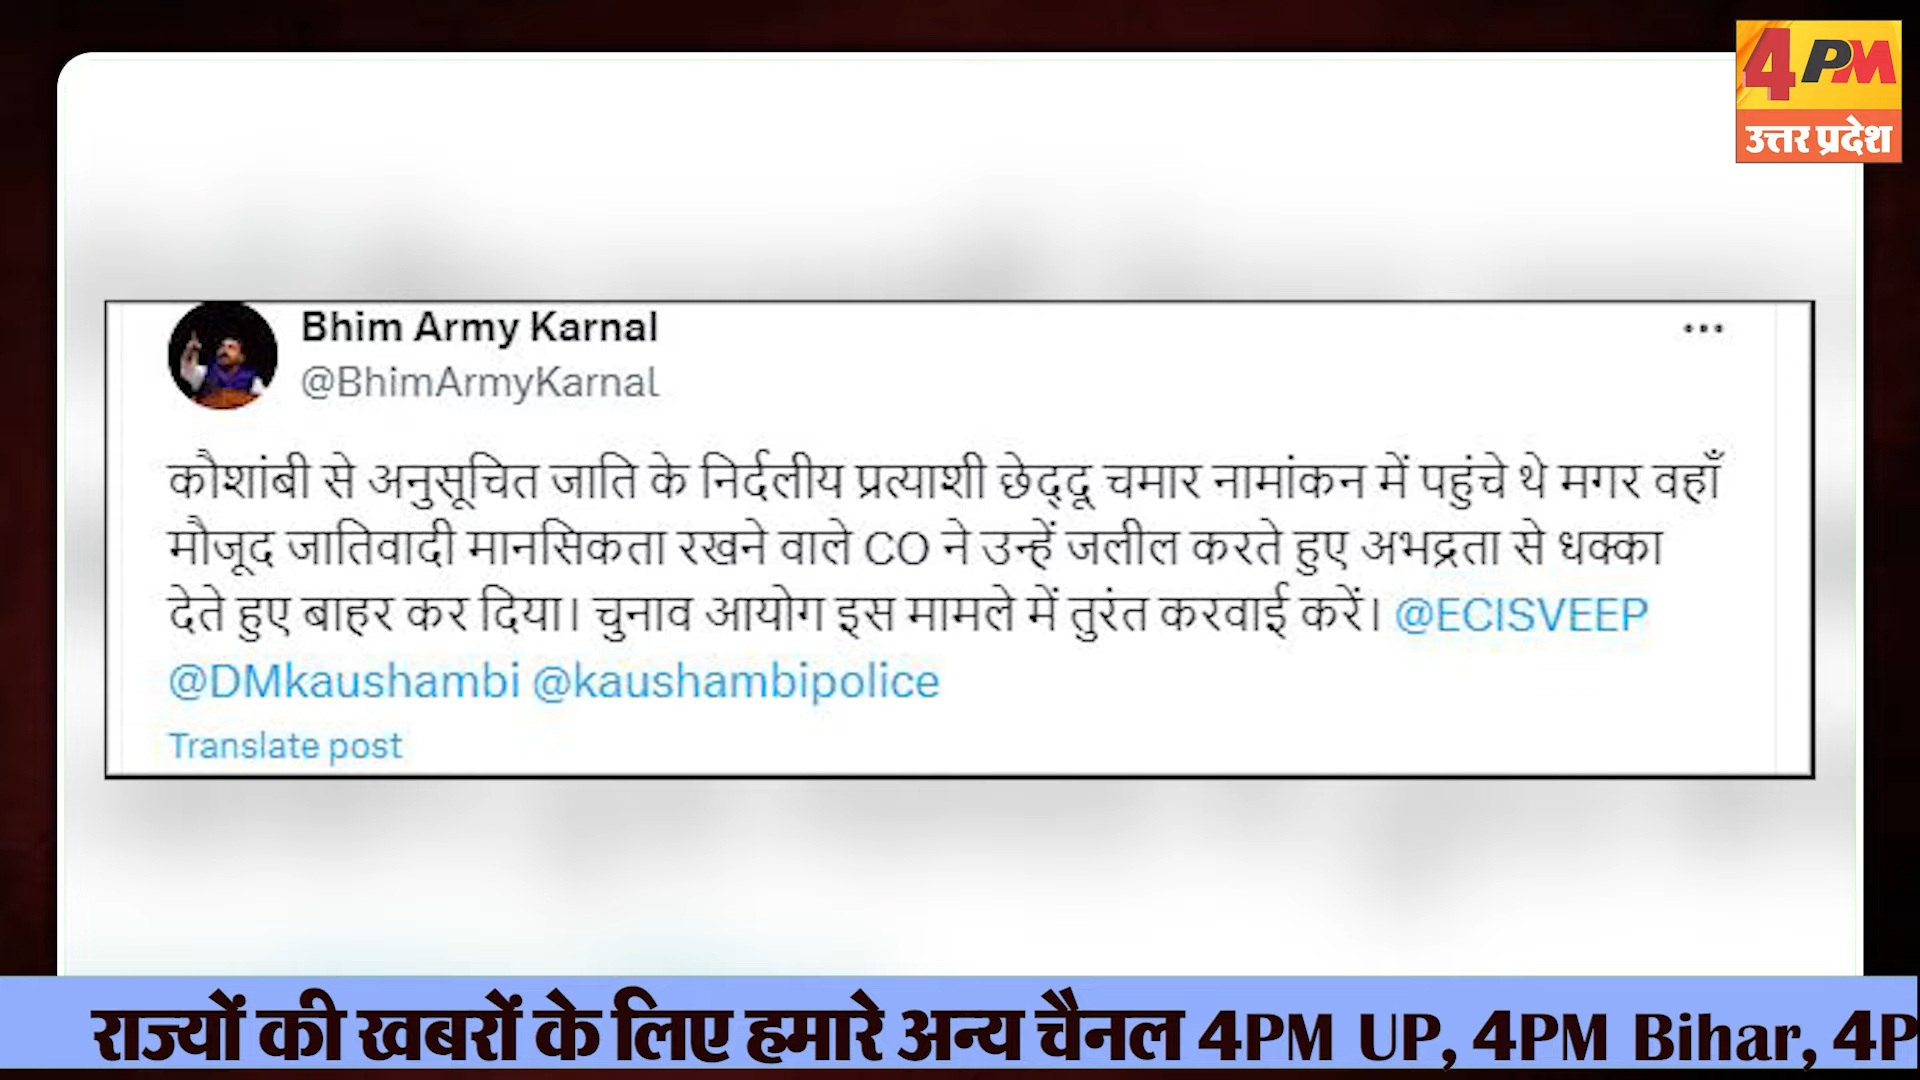 4PM
उत्तर प्रदेश
Bhim Army Karnal
@BhimArmyKarnal
कौशांबी से अनुसूचित जाति के निर्दलीय प्रत्याशी छेद्दू चमार नामांकन में पहुंचे थे मगर वहाँ
मौजूद जातिवादी मानसिकता रखने वाले CO ने उन्हें जलील करते हुए अभद्रता से धक्का
देते हुए बाहर कर दिया। चुनाव आयोग इस मामले में तुरंत करवाई करें। @ECISVEEP
@DMkaushambi @kaushambipolice
Translate post
राज्यों की खबरों के लिए हमारे अन्य चैनल 4PM UP, 4PM Bihar, 4P